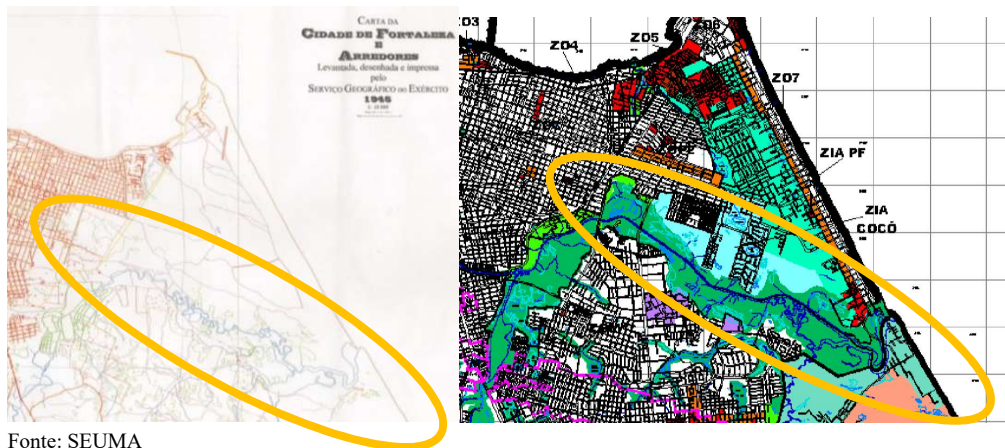 CARTA DA
CIDADE DE FORTALEZA
E
ARREDORES
Levantada, desenhada e impressa
pelo
SERVIÇO GEOGRÁFICO DO EXÉRCITO
1945
ZO3
ZO4
ZO5
ZO6
ZO7
ZIA PF
ZIA
COCÓ
Fonte: SEUMA